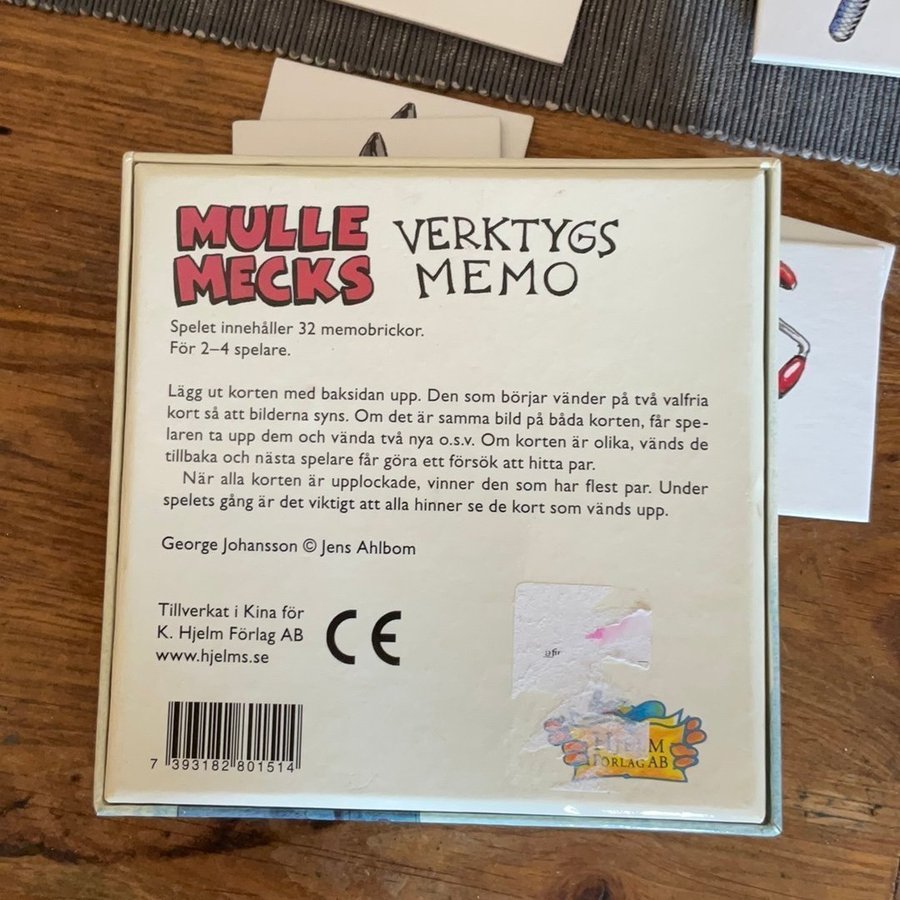 MULLE VERKTYGS
MECKS MEMO
Spelet innehåller 32 memobrickor.
För 2–4 spelare.
Lägg ut korten med baksidan upp. Den som börjar vänder på två valfria
kort så att bilderna syns. Om det är samma bild på båda korten, får spe-
laren ta upp dem och vända två nya o.s.v. Om korten är olika, vänds de
tillbaka och nästa spelare får göra ett försök att hitta par.
När alla korten är upplockade, vinner den som har flest par. Under
spelets gång är det viktigt att alla hinner se de kort som vänds upp.
George Johansson © Jens Ahlbom
Tillverkat i Kina för
K. Hjelm Förlag AB
www.hjelms.se
CE
7 393182 801514
HJELM
FÖRLAG AB